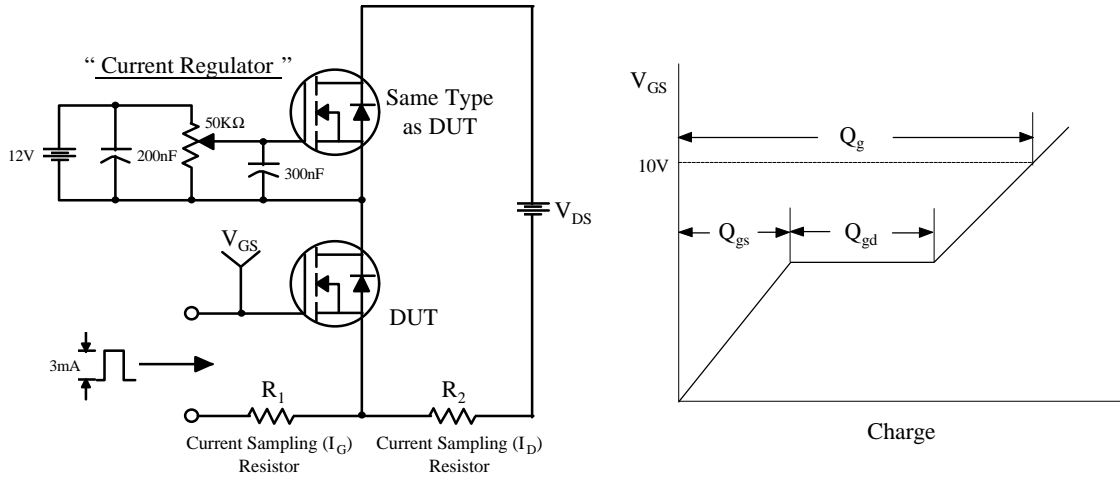 “ Current Regulator ”
50KΩ
12V
200nF
300nF
Same Type
as DUT
V_DS
V_GS
DUT
3mA
R_1
R_2
Current Sampling (I_G)
Resistor
Current Sampling (I_D)
Resistor
V_GS
Q_g
10V
Q_gs
Q_gd
Charge